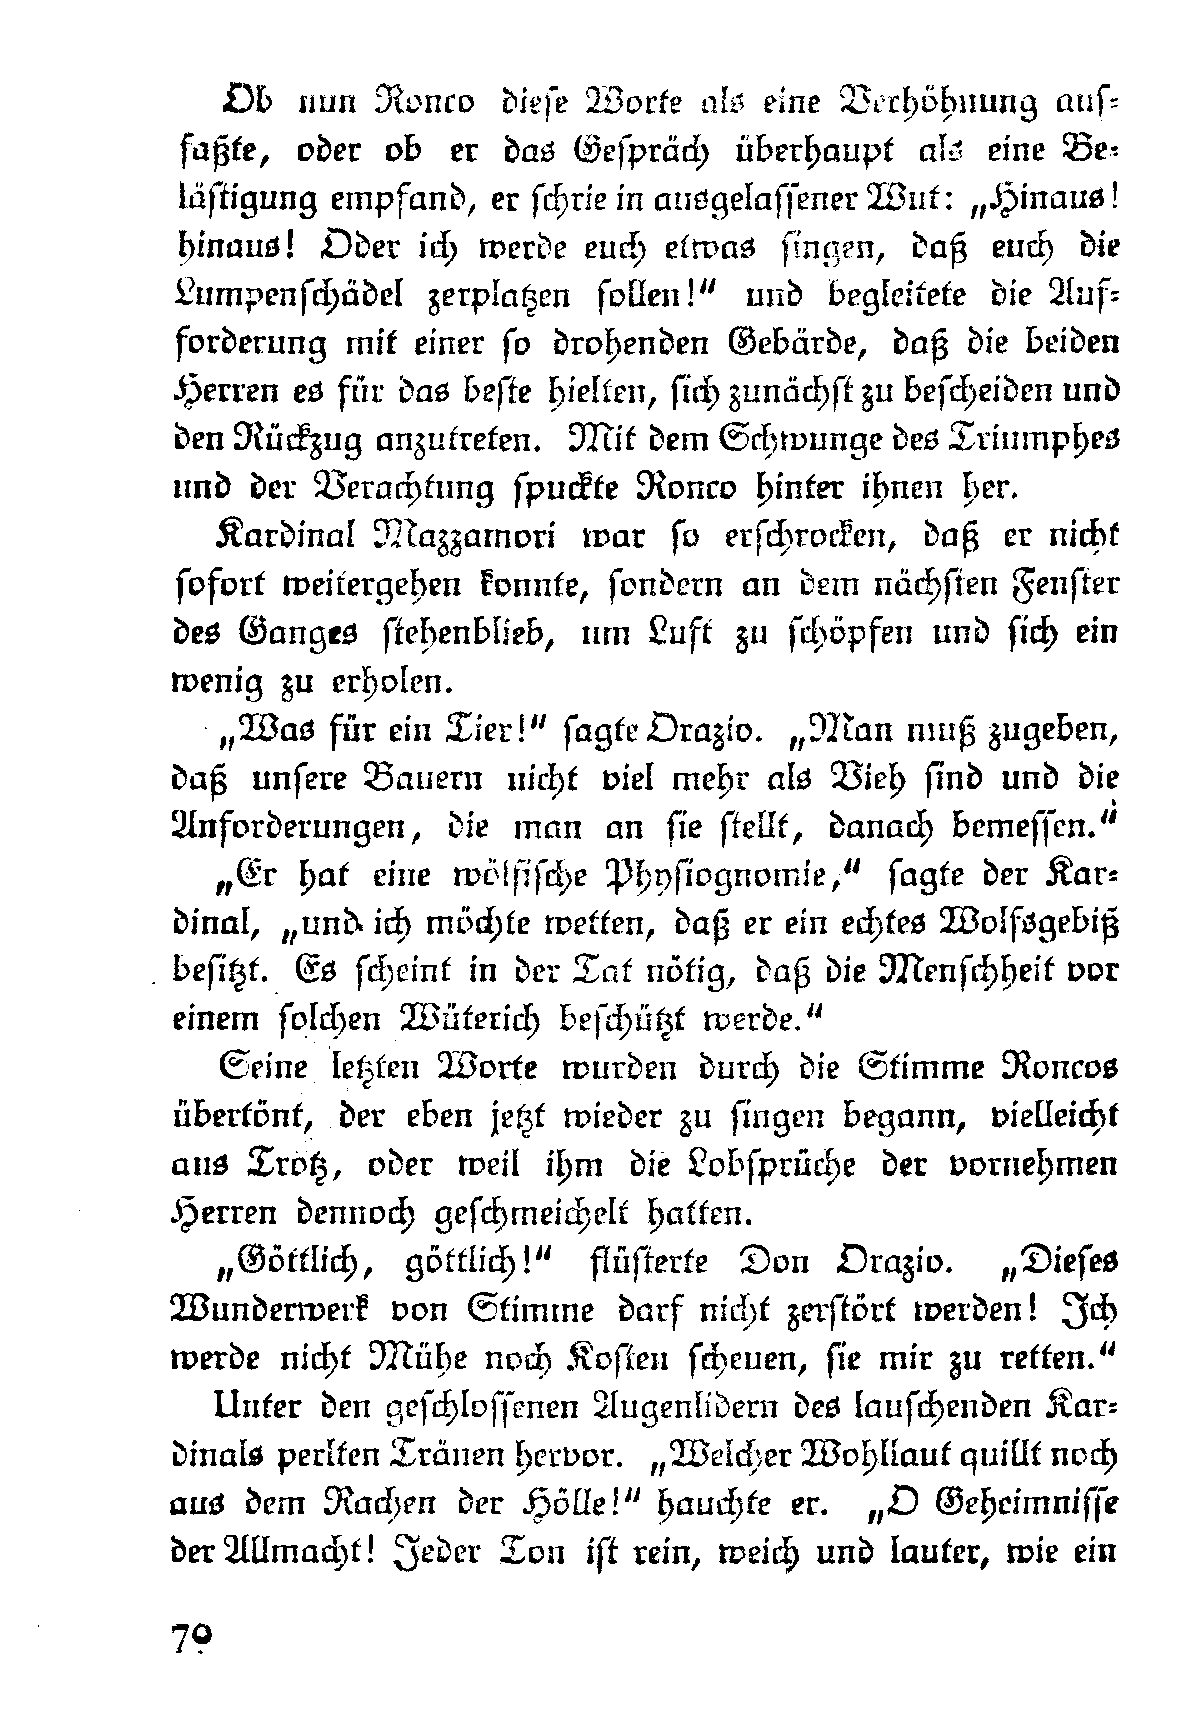 Ob nun Ronco dieſe Worte als eine Verhöhnung auf-
faßte, oder ob er das Geſpräch überhaupt als eine Be-
läſtigung empfand, er ſchrie in ausgelaſſener Wut: „Hinaus!
hinaus! Oder ich werde euch etwas ſingen, daß euch die
Lumpenſchädel zerplatzen ſollen!“ und begleitete die Auf-
forderung mit einer ſo drohenden Gebärde, daß die beiden
Herren es für das beſte hielten, ſich zunächſt zu beſcheiden und
den Rückzug anzutreten. Mit dem Schwunge des Triumphes
und der Verachtung ſpuckte Ronco hinter ihnen her.
Kardinal Mazzamori war ſo erſchrocken, daß er nicht
ſofort weitergehen konnte, ſondern an dem nächſten Fenſter
des Ganges ſtehenblieb, um Luft zu ſchöpfen und ſich ein
wenig zu erholen.
„Was für ein Tier!“ ſagte Orazio. „Man muß zugeben,
daß unſere Bauern nicht viel mehr als Vieh ſind und die
Anforderungen, die man an ſie ſtellt, danach bemeſſen.“
„Er hat eine wölfiſche Phyſiognomie,“ ſagte der Kar-
dinal, „und ich möchte wetten, daß er ein echtes Wolfsgebiß
beſitzt. Es ſcheint in der Tat nötig, daß die Menſchheit vor
einem ſolchen Wüterich beſchützt werde.“
Seine letzten Worte wurden durch die Stimme Roncos
übertönt, der eben jetzt wieder zu ſingen begann, vielleicht
aus Trotz, oder weil ihm die Lobſprüche der vornehmen
Herren dennoch geſchmeichelt hatten.
„Göttlich, göttlich!“ flüſterte Don Orazio. „Dieſes
Wunderwerk von Stimme darf nicht zerſtört werden! Ich
werde nicht Mühe noch Koſten ſcheuen, ſie mir zu retten.“
Unter den geſchloſſenen Augenlidern des lauſchenden Kar-
dinals perlten Tränen hervor. „Welcher Wohllaut quillt noch
aus dem Rachen der Hölle!“ hauchte er. „O Geheimniſſe
der Allmacht! Jeder Ton iſt rein, weich und lauter, wie ein
70